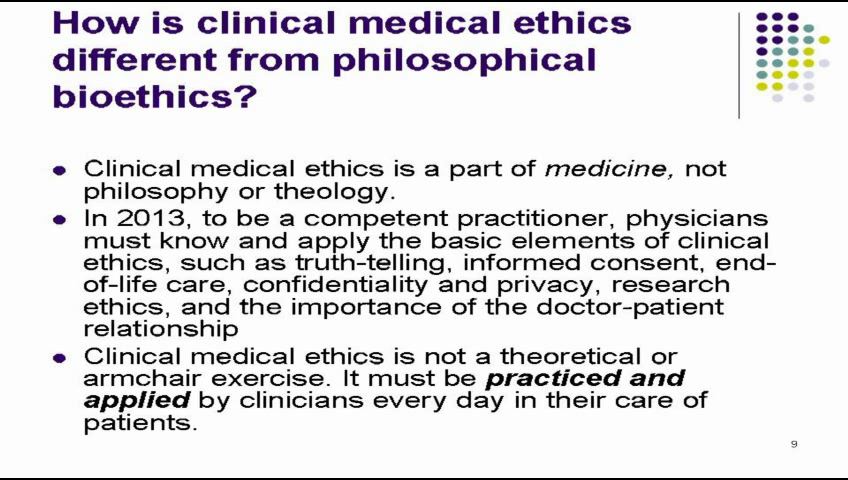 How is clinical medical ethics
different from philosophical
bioethics?
Clinical medical ethics is a part of medicine, not
philosophy or theology.
In 2013, to be a competent practitioner, physicians
must know and apply the basic elements of clinical
ethics, such as truth-telling, informed consent, end-
of-life care, confidentiality and privacy, research
ethics, and the importance of the doctor-patient
relationship
Clinical medical ethics is not a theoretical or
armchair exercise. It must be practiced and
applied by clinicians every day in their care of
patients.
9